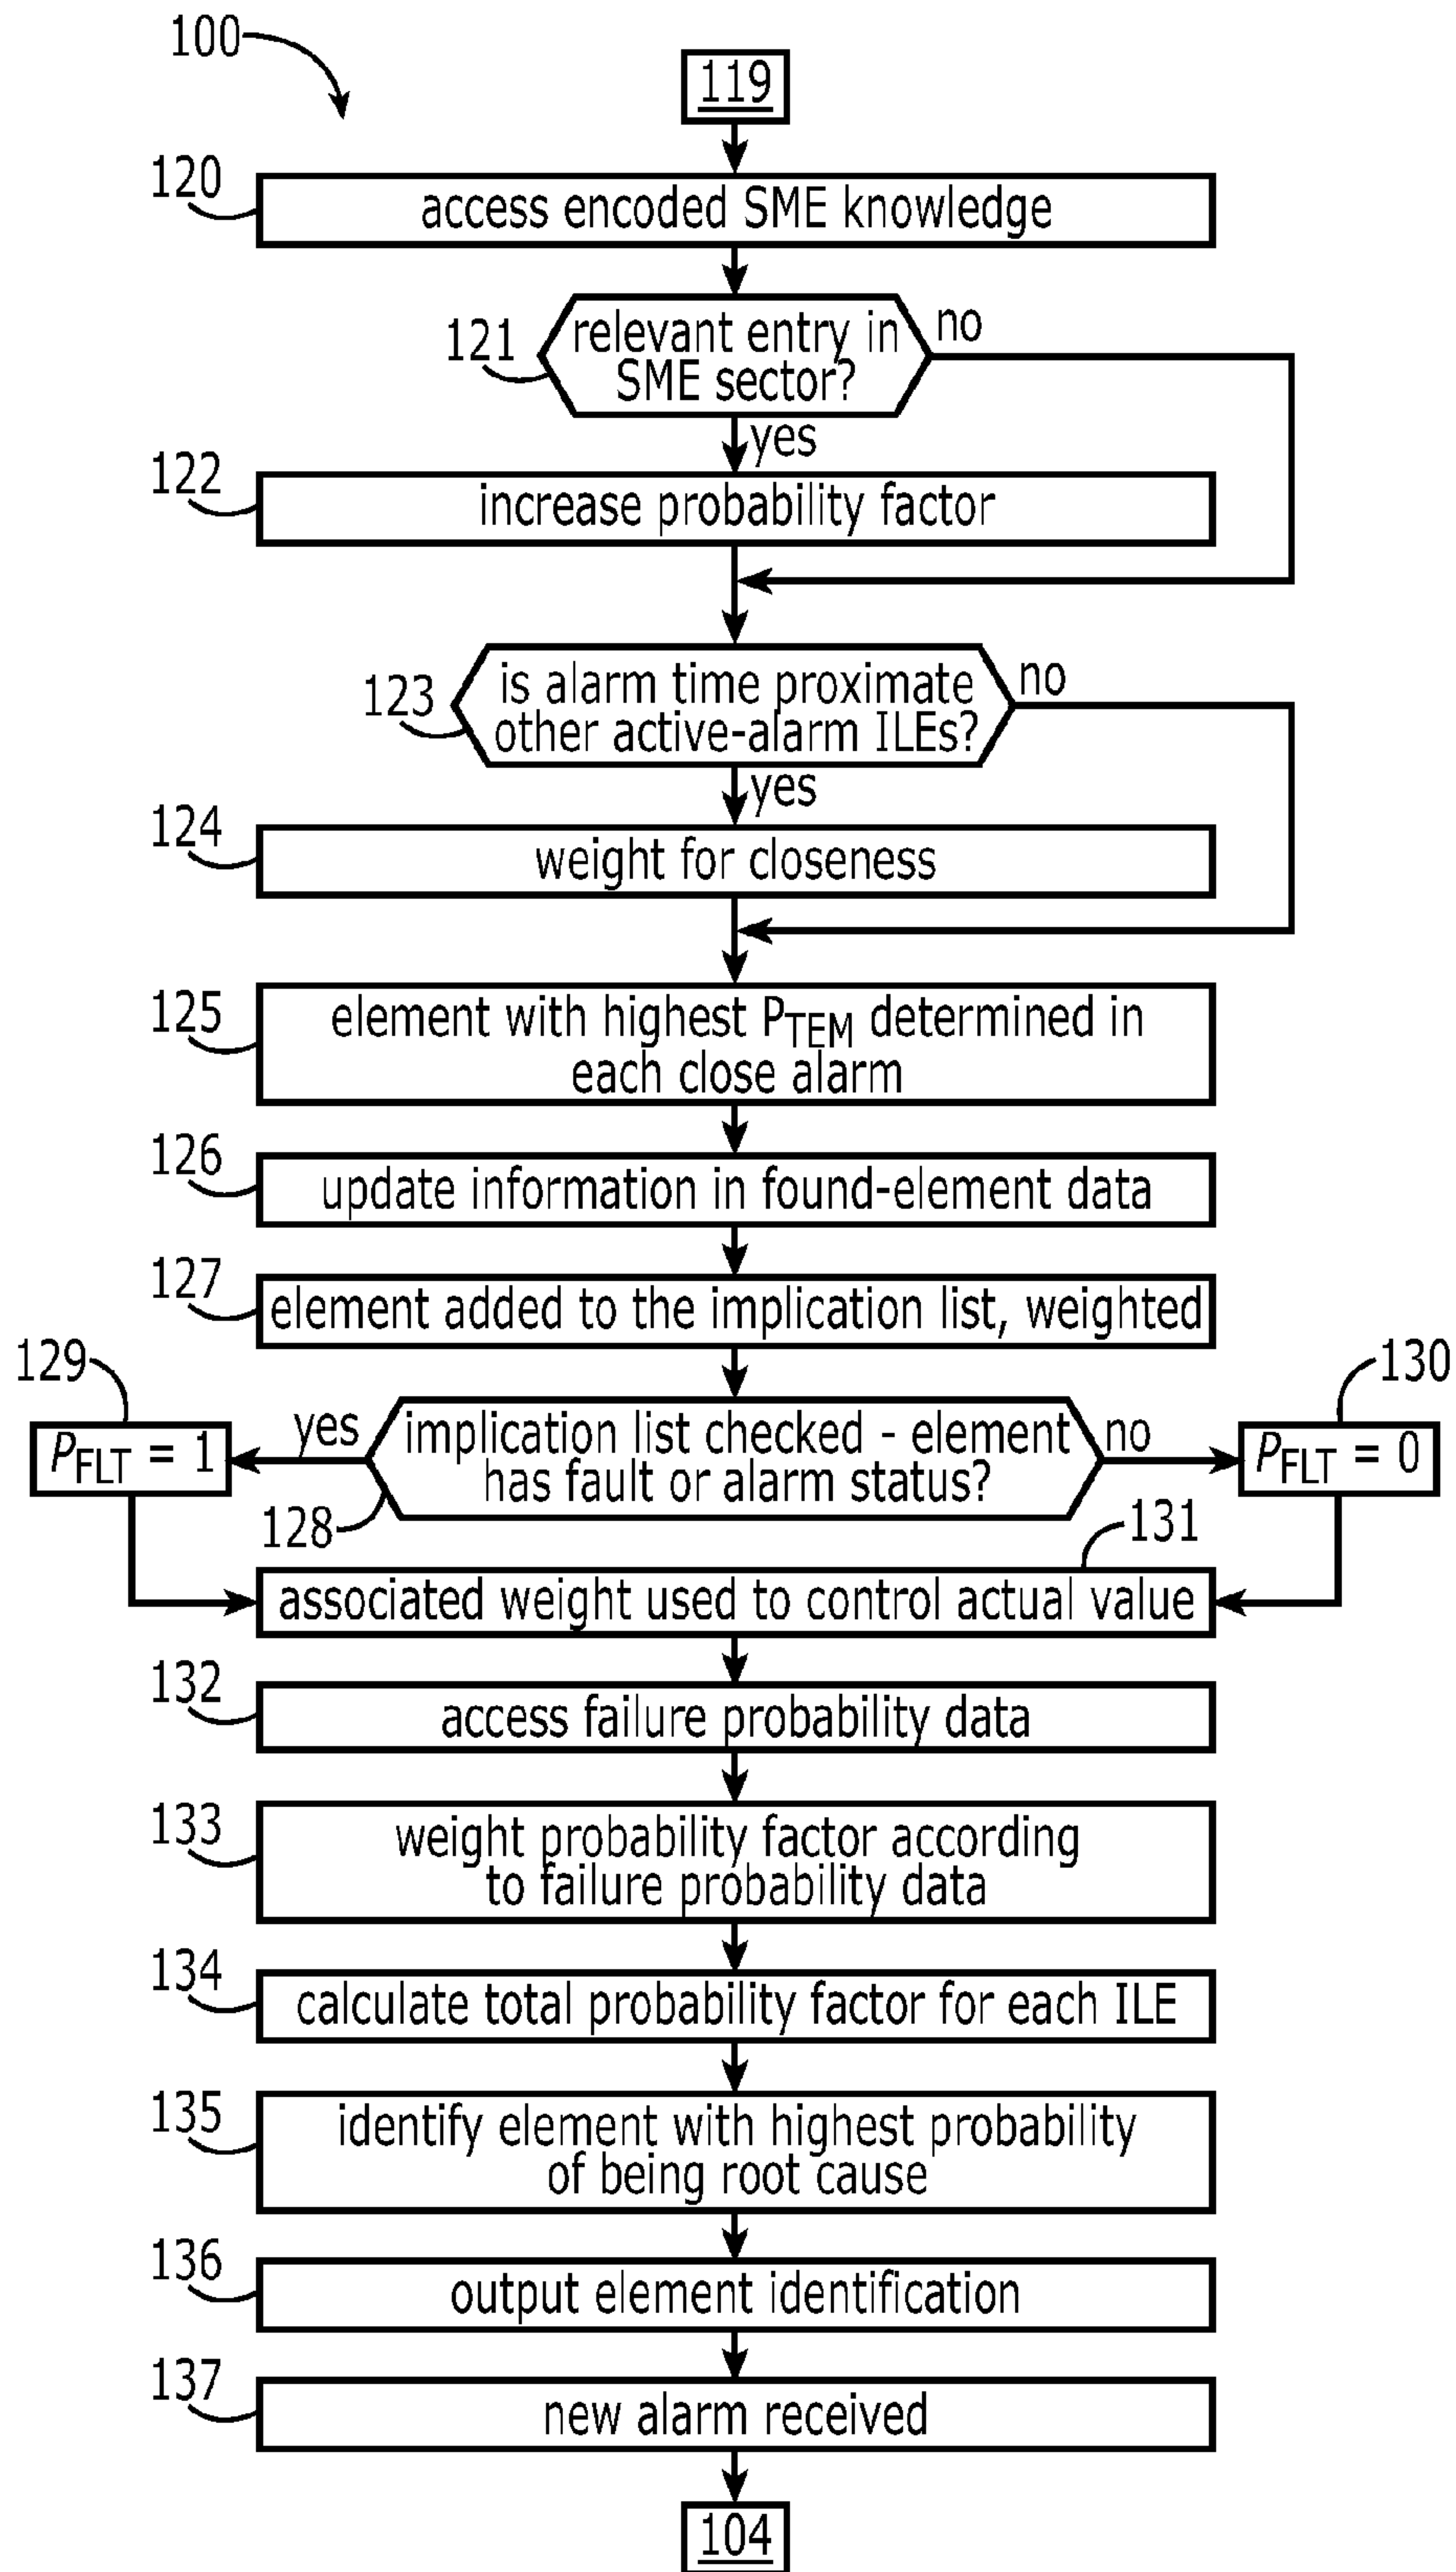 100
119
120
access encoded SME knowledge
121
relevant entry in
SME sector?
no
yes
122
increase probability factor
123
is alarm time proximate
other active-alarm ILEs?
no
yes
124
weight for closeness
125
element with highest PTEM determined in
each close alarm
126
update information in found-element data
127
element added to the implication list, weighted
129
130
PFLT = 1
yes
implication list checked - element
has fault or alarm status?
no
PFLT = 0
128
131
associated weight used to control actual value
132
access failure probability data
133
weight probability factor according
to failure probability data
134
calculate total probability factor for each ILE
135
identify element with highest probability
of being root cause
136
output element identification
137
new alarm received
104